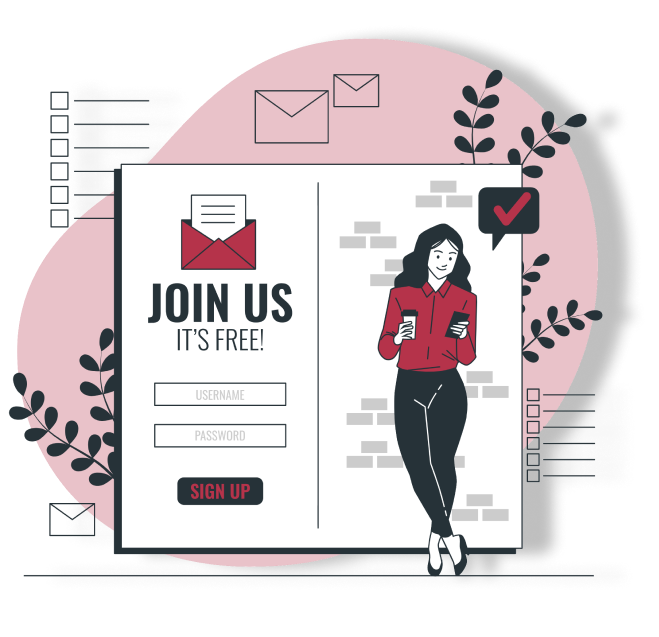 JOIN US
IT'S FREE!
USERNAME
PASSWORD
SIGN UP